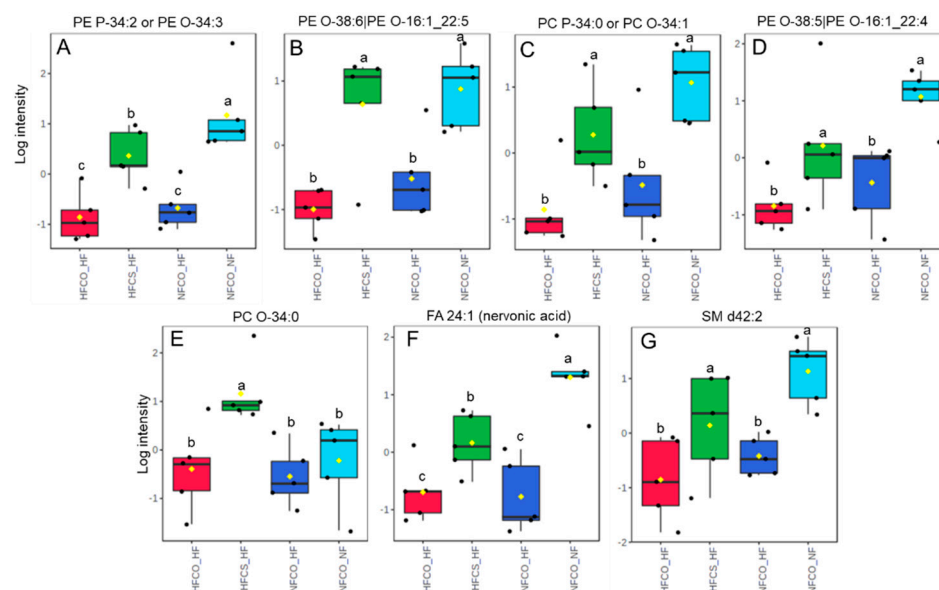 PE P-34:2 or PE O-34:3
PE O-38:6|PE O-16:1_22:5
PC P-34:0 or PC O-34:1
PE O-38:5|PE O-16:1_22:4
A
B
C
D
Log intensity
2
1
0
-1
c
b
c
a
1
0
-1
b
a
b
a
1
0
-1
b
a
b
a
2
1
0
-1
b
a
b
a
HFCO_HF
HFCS_HF
NFCO_HF
NFCO_NF
HFCO_HF
HFCS_HF
NFCO_HF
NFCO_NF
HFCO_HF
HFCS_HF
NFCO_HF
NFCO_NF
HFCO_HF
HFCS_HF
NFCO_HF
NFCO_NF
PC O-34:0
FA 24:1 (nervonic acid)
SM d42:2
E
F
G
Log intensity
2
1
0
-1
b
a
b
b
2
1
0
-1
c
b
c
a
1
0
-1
-2
b
a
b
a
HFCO_HF
HFCS_HF
NFCO_HF
NFCO_NF
HFCO_HF
HFCS_HF
NFCO_HF
NFCO_NF
HFCO_HF
HFCS_HF
NFCO_HF
NFCO_NF